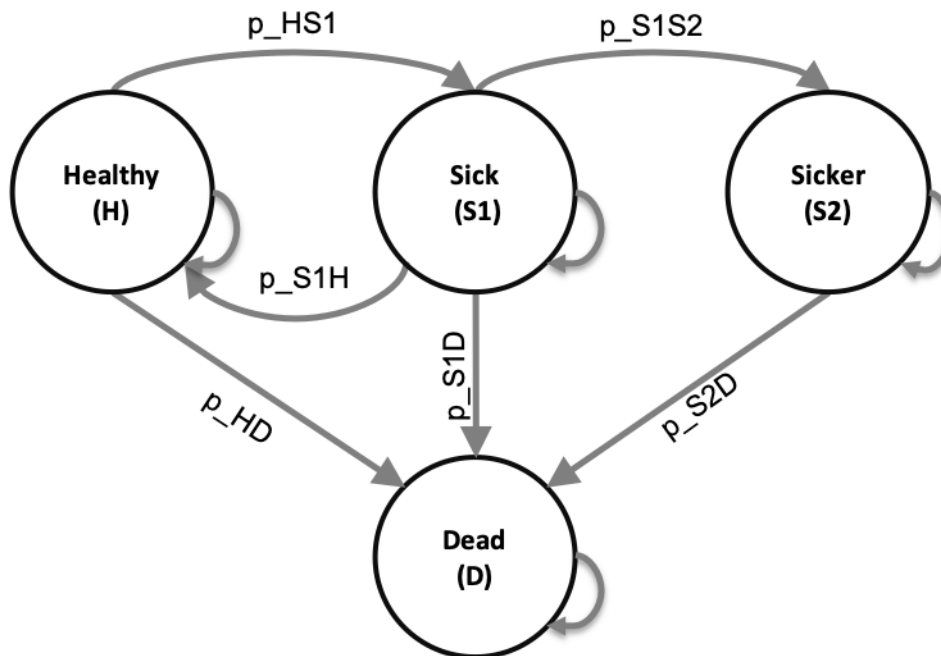 p_HS1
p_S1S2
Healthy
(H)
Sick
(S1)
Sicker
(S2)
p_S1H
p_HD
p_S1D
p_S2D
Dead
(D)